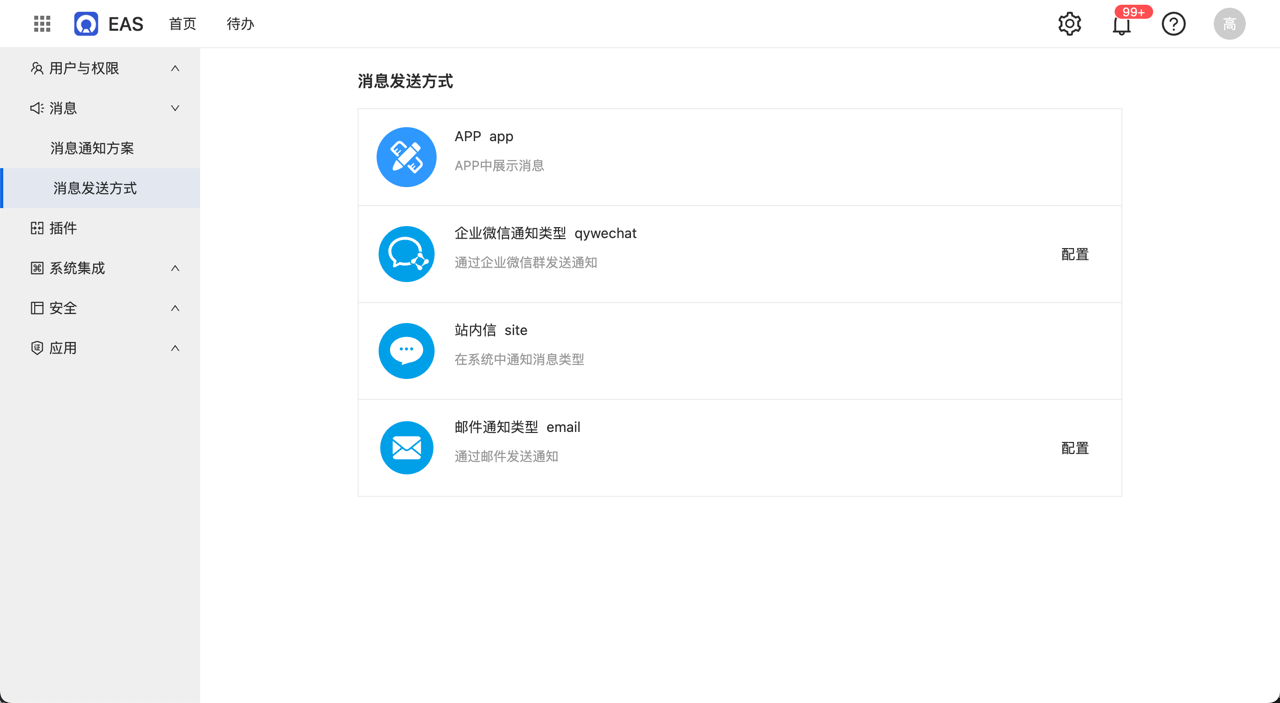 EAS 首页 待办
99+
高
用户与权限
消息
消息通知方案
消息发送方式
插件
系统集成
安全
应用
消息发送方式
APP app
APP中展示消息
企业微信通知类型 qywechat
通过企业微信群发送通知
配置
站内信 site
在系统中通知消息类型
邮件通知类型 email
通过邮件发送通知
配置